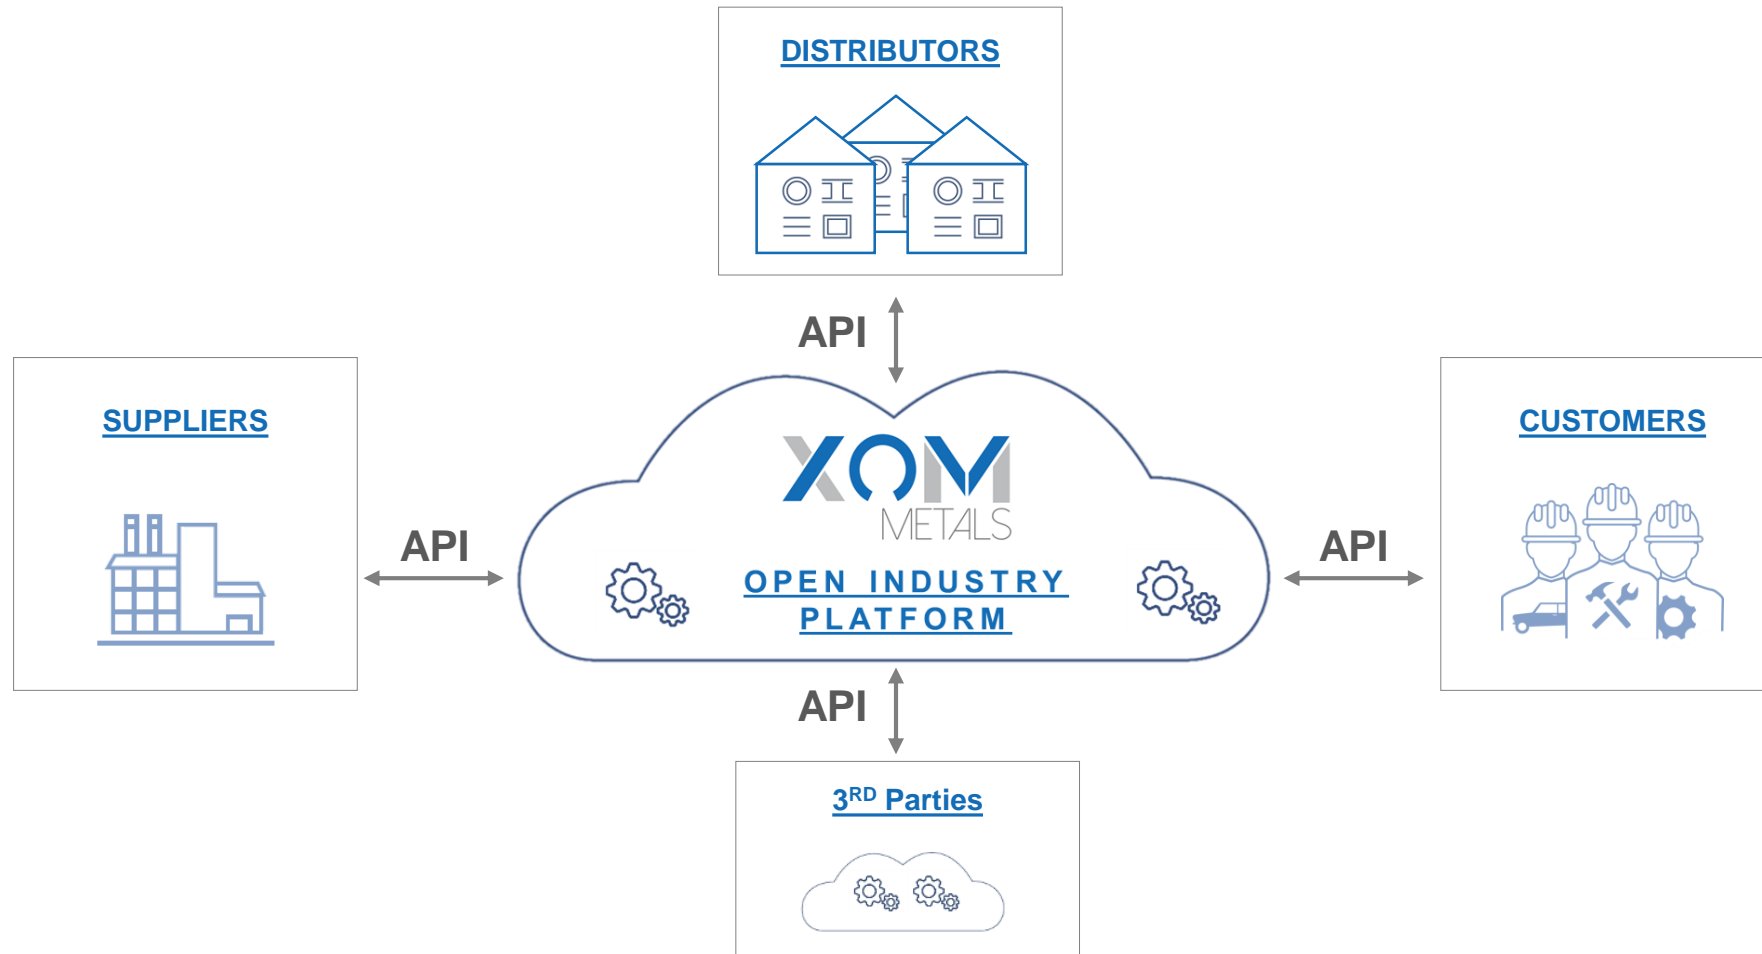 DISTRIBUTORS
API
SUPPLIERS
CUSTOMERS
XOM
METALS
API
API
OPEN INDUSTRY
PLATFORM
API
3RD Parties